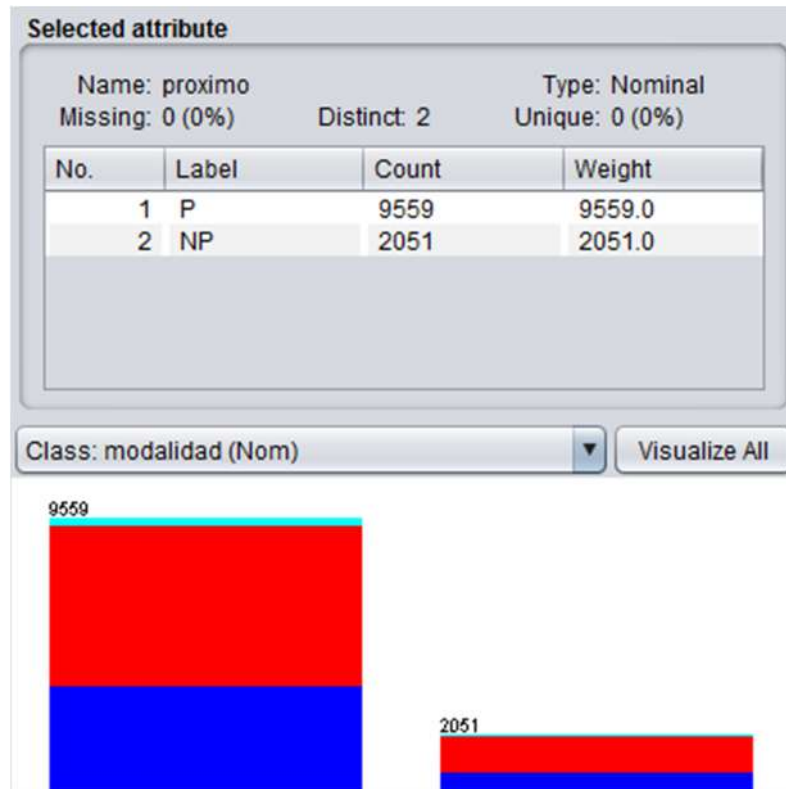 Selected attribute
Name: proximo Type: Nominal
Missing: 0 (0%) Distinct: 2 Unique: 0 (0%)
No. Label Count Weight
1 P 9559 9559.0
2 NP 2051 2051.0
Class: modalidad (Nom) Visualize All
9559
2051